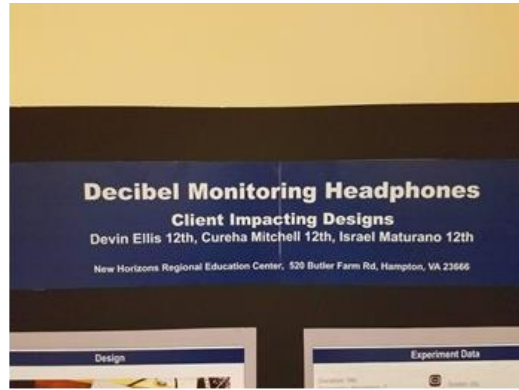 Decibel Monitoring Headphones
Client Impacting Designs
Devin Ellis 12th, Cureha Mitchell 12th, Israel Maturano 12th
New Horizons Regional Education Center, 520 Butler Farm Rd, Hampton, VA 23666
Design
Experiment Data